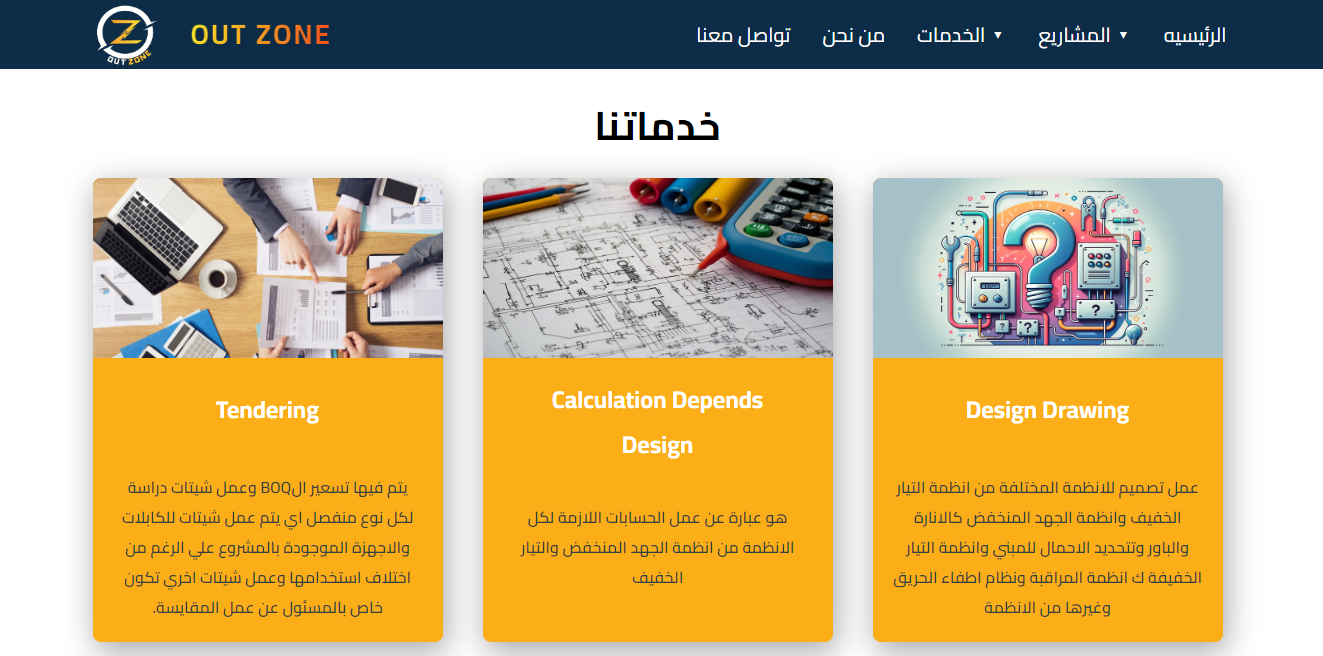 الرئيسيه
المشاريع ▼
الخدمات ▼
من نحن
تواصل معنا
OUT ZONE
OUT ZONE
خدماتنا
Design Drawing
عمل تصميم للانظمة المختلفة من انظمة التيار
الخفيف وانظمة الجهد المنخفض كالانارة
والباور وتتحديد الاحمال للمبني وانظمة التيار
الخفيفة ك انظمة المراقبة ونظام اطفاء الحريق
وغيرها من الانظمة
Calculation Depends
Design
هو عبارة عن عمل الحسابات اللازمة لكل
الانظمة من انظمة الجهد المنخفض والتيار
الخفيف
Tendering
يتم فيها تسعير الBOQ وعمل شيتات دراسة
لكل نوع منفصل اي يتم عمل شيتات للكابلات
والاجهزة الموجودة بالمشروع علي الرغم من
اختلاف استخدامها وعمل شيتات اخري تكون
خاص بالمسئول عن عمل المقايسة.